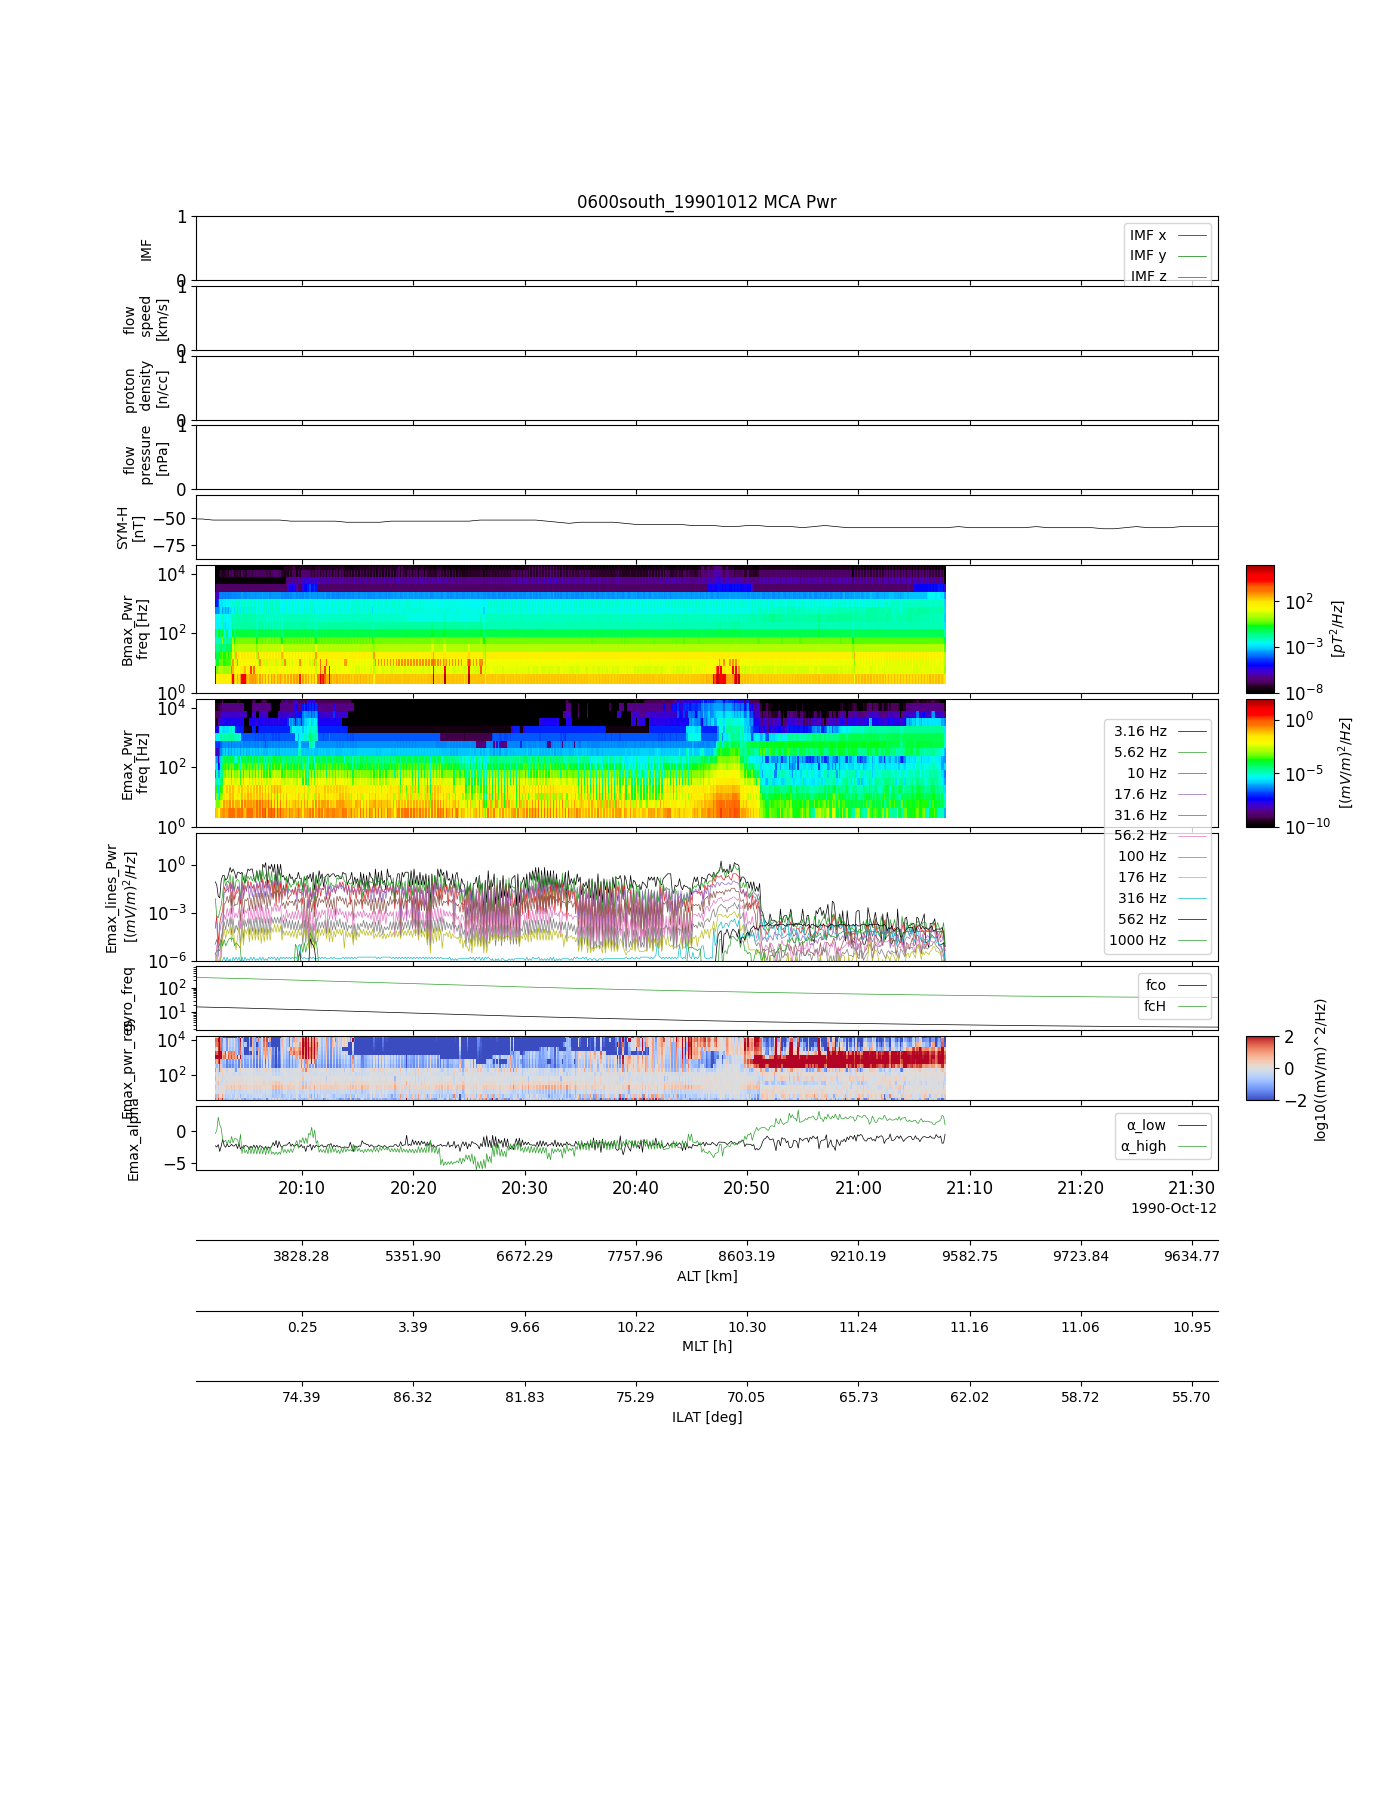 0600south_19901012 MCA Pwr
1
IMF
0
IMF x
IMF y
IMF z
1
flow
speed
[km/s]
0
1
proton
density
[n/cc]
0
1
flow
pressure
[nPa]
0
SYM-H
[nT]
−50
−75
Bmax_Pwr
freq [Hz]
10^4
10^2
10^0
10^2
10^−3
10^−8
[pT^2/Hz]
Emax_Pwr
freq [Hz]
10^4
10^2
10^0
10^0
10^−5
10^−10
[(mV/m)^2/Hz]
3.16 Hz
5.62 Hz
10 Hz
17.6 Hz
31.6 Hz
56.2 Hz
100 Hz
176 Hz
316 Hz
562 Hz
1000 Hz
Emax_lines_Pwr
[(mV/m)^2/Hz]
10^0
10^−3
10^−6
gyro_freq
10^2
10^1
fco
fcH
Emax_pwr_reg
10^4
10^2
2
0
−2
log10((mV/m)^2/Hz)
Emax_alpha
0
−5
α_low
α_high
20:10 20:20 20:30 20:40 20:50 21:00 21:10 21:20 21:30
1990-Oct-12
3828.28 5351.90 6672.29 7757.96 8603.19 9210.19 9582.75 9723.84 9634.77
ALT [km]
0.25 3.39 9.66 10.22 10.30 11.24 11.16 11.06 10.95
MLT [h]
74.39 86.32 81.83 75.29 70.05 65.73 62.02 58.72 55.70
ILAT [deg]